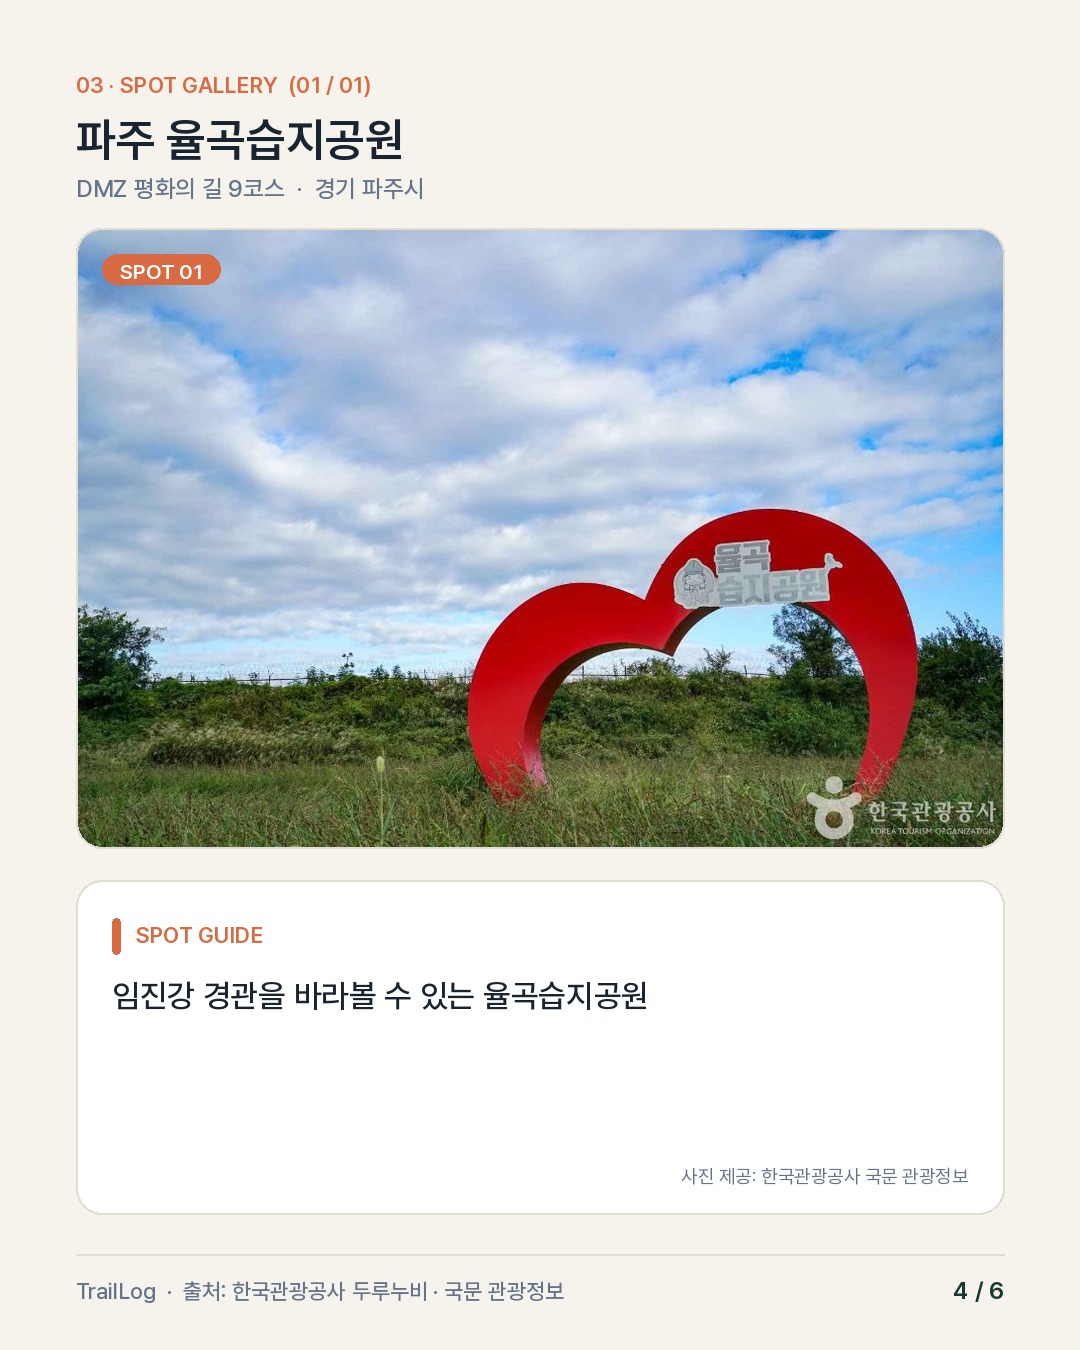 03 · SPOT GALLERY (01 / 01)
파주 율곡습지공원
DMZ 평화의 길 9코스 · 경기 파주시
SPOT 01
율곡
습지공원
한국관광공사
KOREA TOURISM ORGANIZATION
SPOT GUIDE
임진강 경관을 바라볼 수 있는 율곡습지공원
사진 제공: 한국관광공사 국문 관광정보
TrailLog · 출처: 한국관광공사 두루누비 · 국문 관광정보
4 / 6